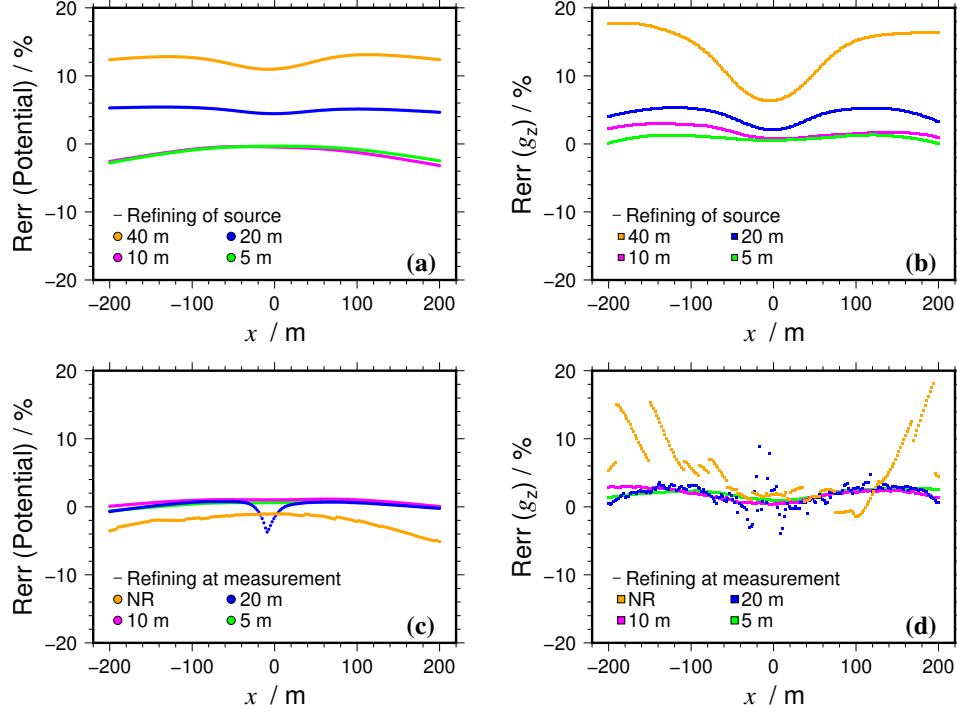 20
10
0
−10
−20
Rerr (Potential) / %
− Refining of source
40 m 20 m
10 m 5 m
(a)
−200 −100 0 100 200
x / m
20
10
0
−10
−20
Rerr (gz) / %
− Refining of source
40 m 20 m
10 m 5 m
(b)
−200 −100 0 100 200
x / m
20
10
0
−10
−20
Rerr (Potential) / %
− Refining at measurement
NR 20 m
10 m 5 m
(c)
−200 −100 0 100 200
x / m
20
10
0
−10
−20
Rerr (gz) / %
− Refining at measurement
NR 20 m
10 m 5 m
(d)
−200 −100 0 100 200
x / m